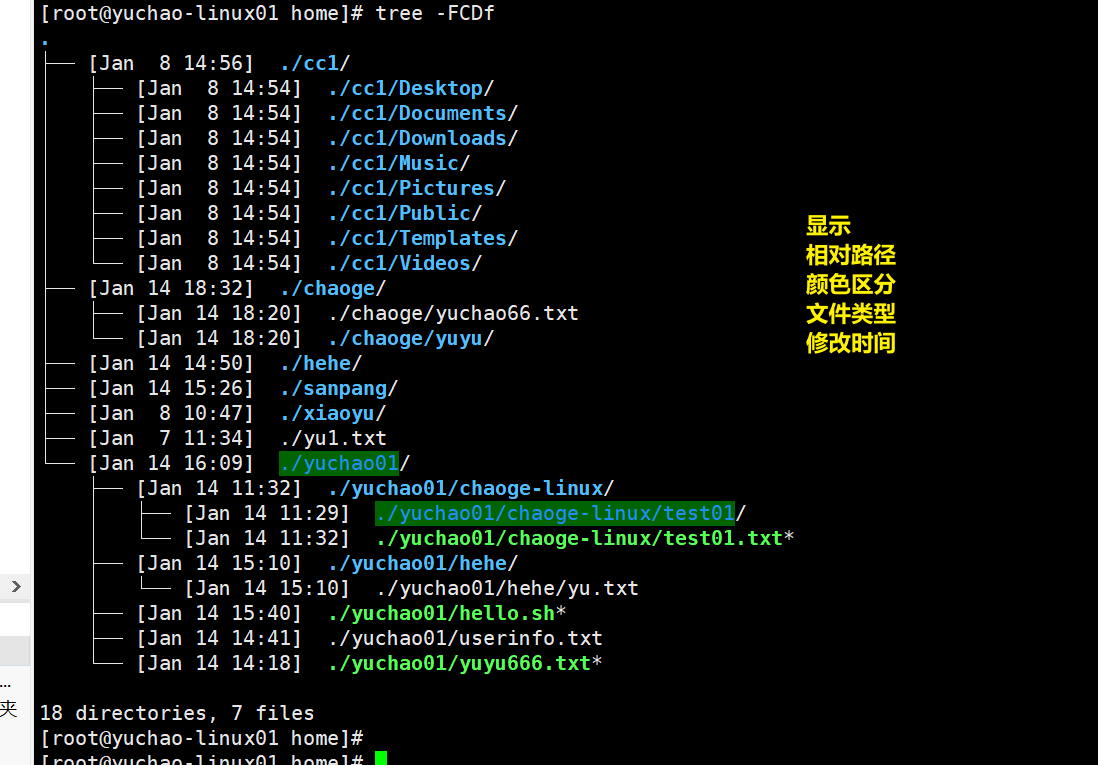 [root@yuchao-linux01 home]# tree -FCDf
.
├── [Jan  8 14:56]  ./cc1/
│   ├── [Jan  8 14:54]  ./cc1/Desktop/
│   ├── [Jan  8 14:54]  ./cc1/Documents/
│   ├── [Jan  8 14:54]  ./cc1/Downloads/
│   ├── [Jan  8 14:54]  ./cc1/Music/
│   ├── [Jan  8 14:54]  ./cc1/Pictures/
│   ├── [Jan  8 14:54]  ./cc1/Public/
│   ├── [Jan  8 14:54]  ./cc1/Templates/
│   └── [Jan  8 14:54]  ./cc1/Videos/
├── [Jan 14 18:32]  ./chaoge/
│   ├── [Jan 14 18:20]  ./chaoge/yuchao66.txt
│   └── [Jan 14 18:20]  ./chaoge/yuyu/
├── [Jan 14 14:50]  ./hehe/
├── [Jan 14 15:26]  ./sanpang/
├── [Jan  8 10:47]  ./xiaoyu/
├── [Jan  7 11:34]  ./yu1.txt
└── [Jan 14 16:09]  ./yuchao01/
    ├── [Jan 14 11:32]  ./yuchao01/chaoge-linux/
    │   ├── [Jan 14 11:29]  ./yuchao01/chaoge-linux/test01/
    │   └── [Jan 14 11:32]  ./yuchao01/chaoge-linux/test01.txt*
    ├── [Jan 14 15:10]  ./yuchao01/hehe/
    │   └── [Jan 14 15:10]  ./yuchao01/hehe/yu.txt
    ├── [Jan 14 15:40]  ./yuchao01/hello.sh*
    ├── [Jan 14 14:41]  ./yuchao01/userinfo.txt
    └── [Jan 14 14:18]  ./yuchao01/yuyu666.txt*
18 directories, 7 files
[root@yuchao-linux01 home]#
[root@yuchao-linux01 home]#
显示
相对路径
颜色区分
文件类型
修改时间
...
夹